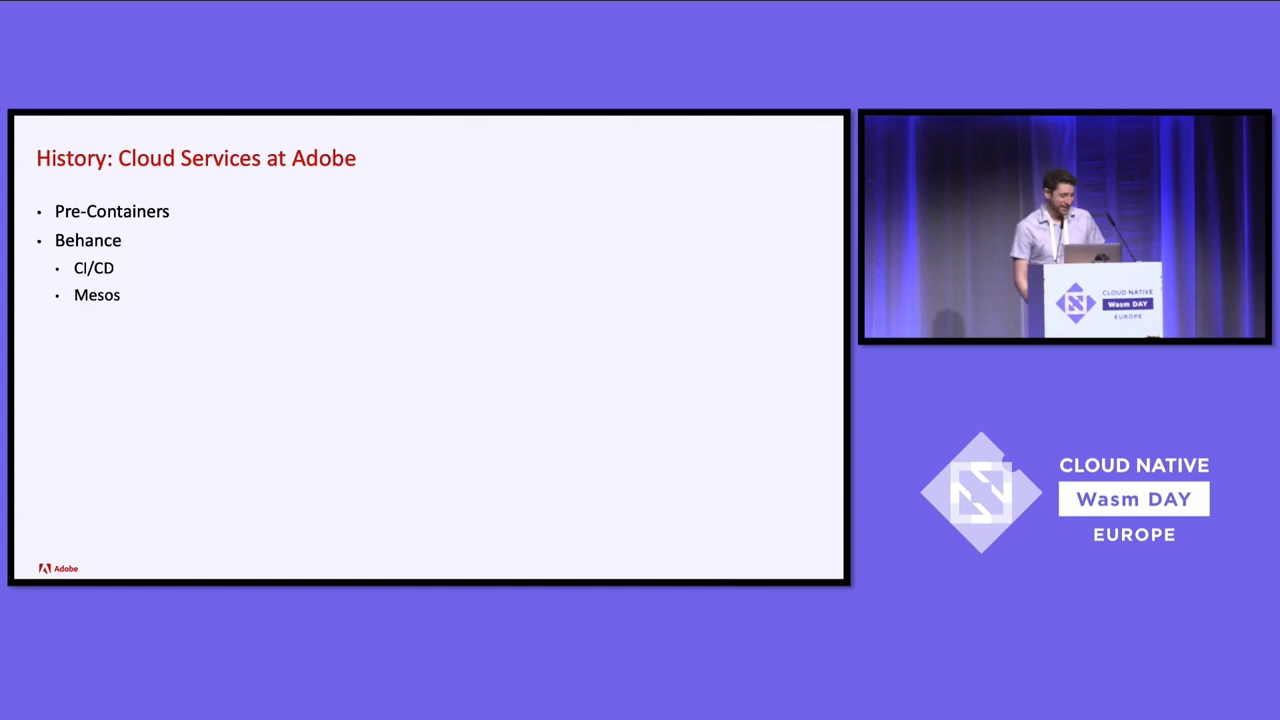 History: Cloud Services at Adobe
• Pre-Containers
• Behance
• CI/CD
• Mesos
Adobe
CLOUD NATIVE
Wasm DAY
EUROPE
CLOUD NATIVE
Wasm DAY
EUROPE